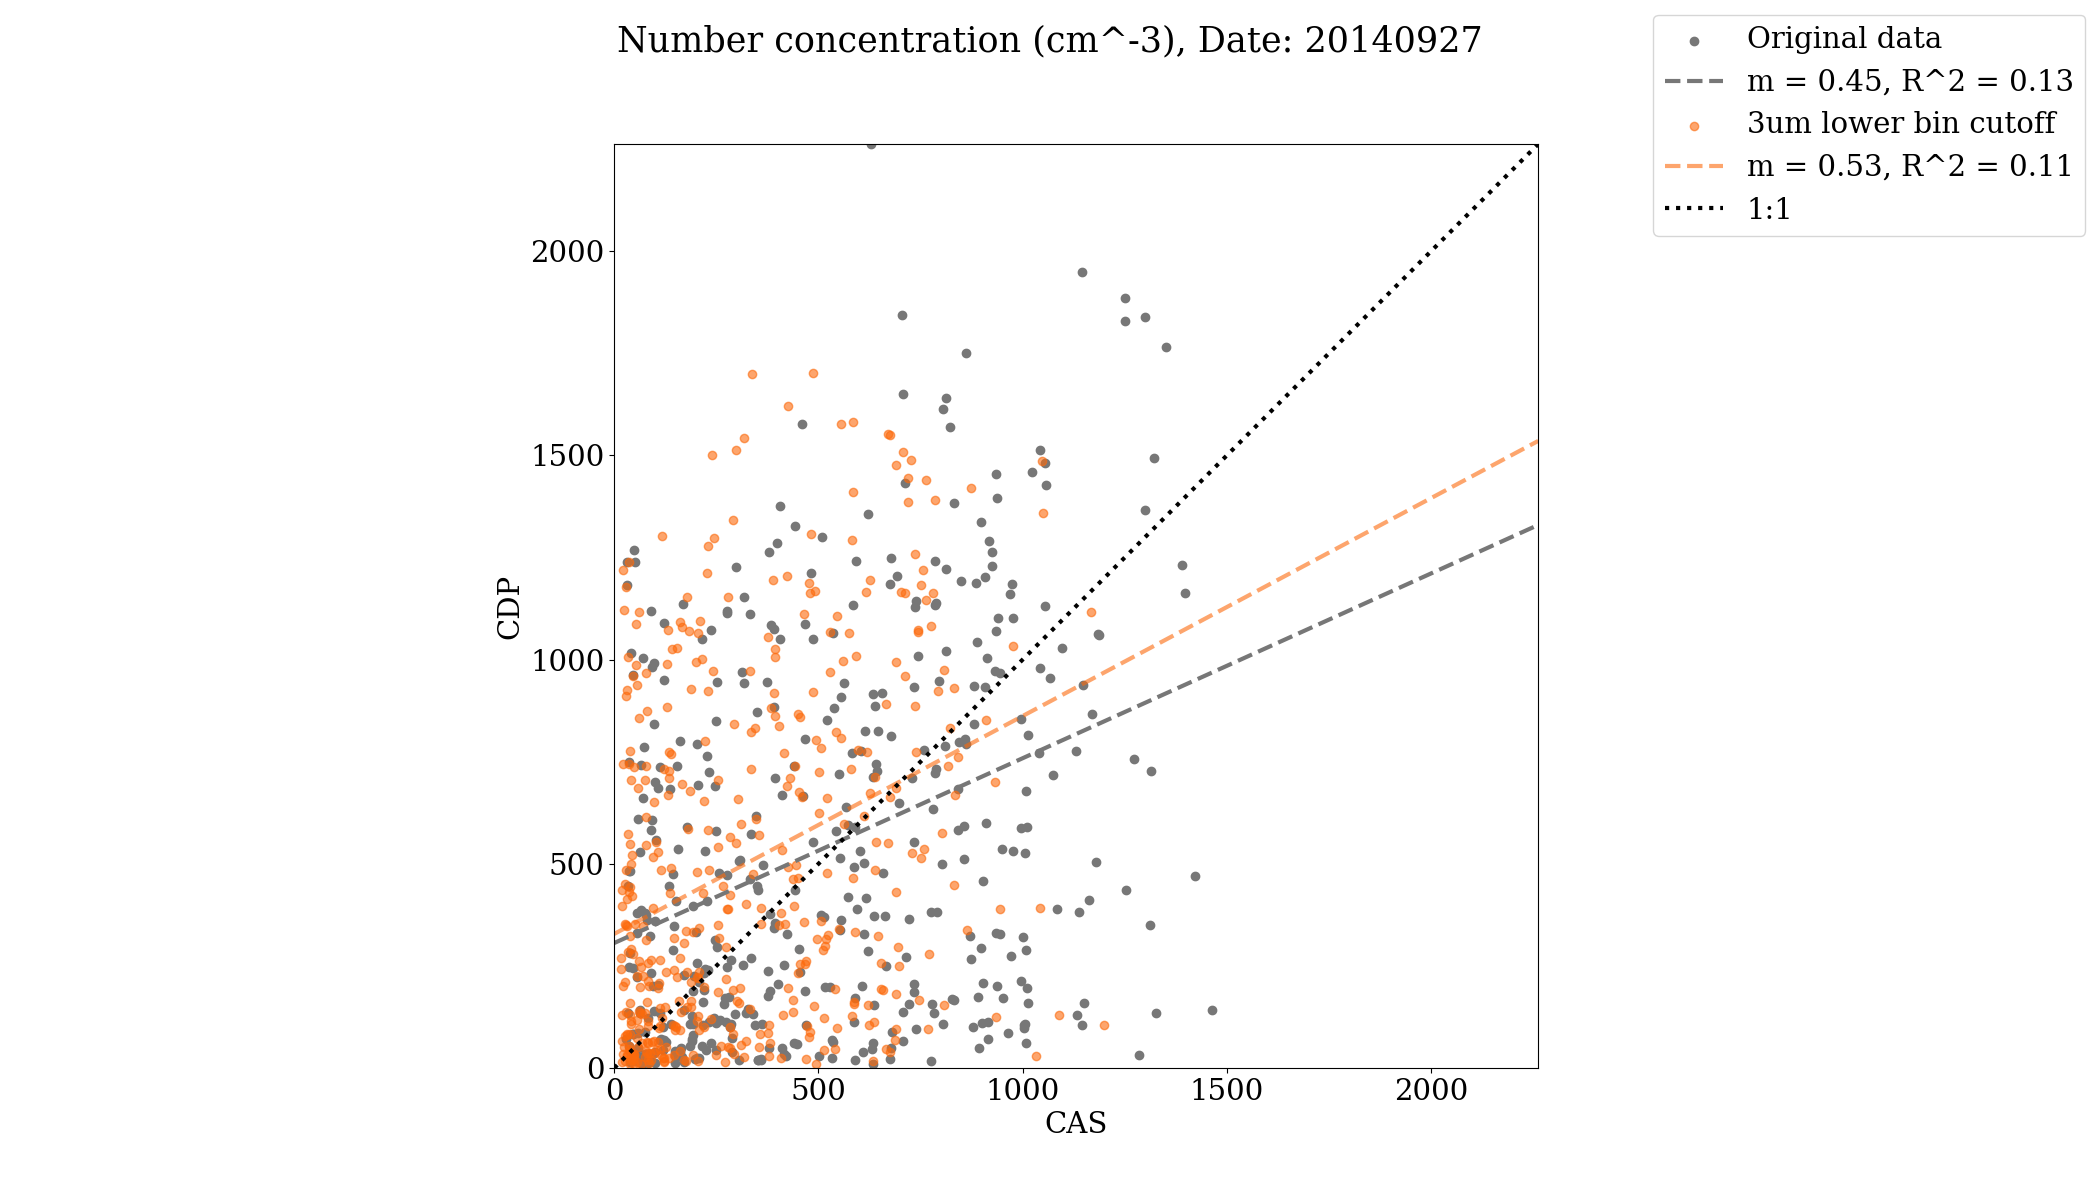 Number concentration (cm^-3), Date: 20140927
Original data
m = 0.45, R^2 = 0.13
3um lower bin cutoff
m = 0.53, R^2 = 0.11
1:1
2000
1500
1000
500
0
CDP
0 500 1000 1500 2000
CAS